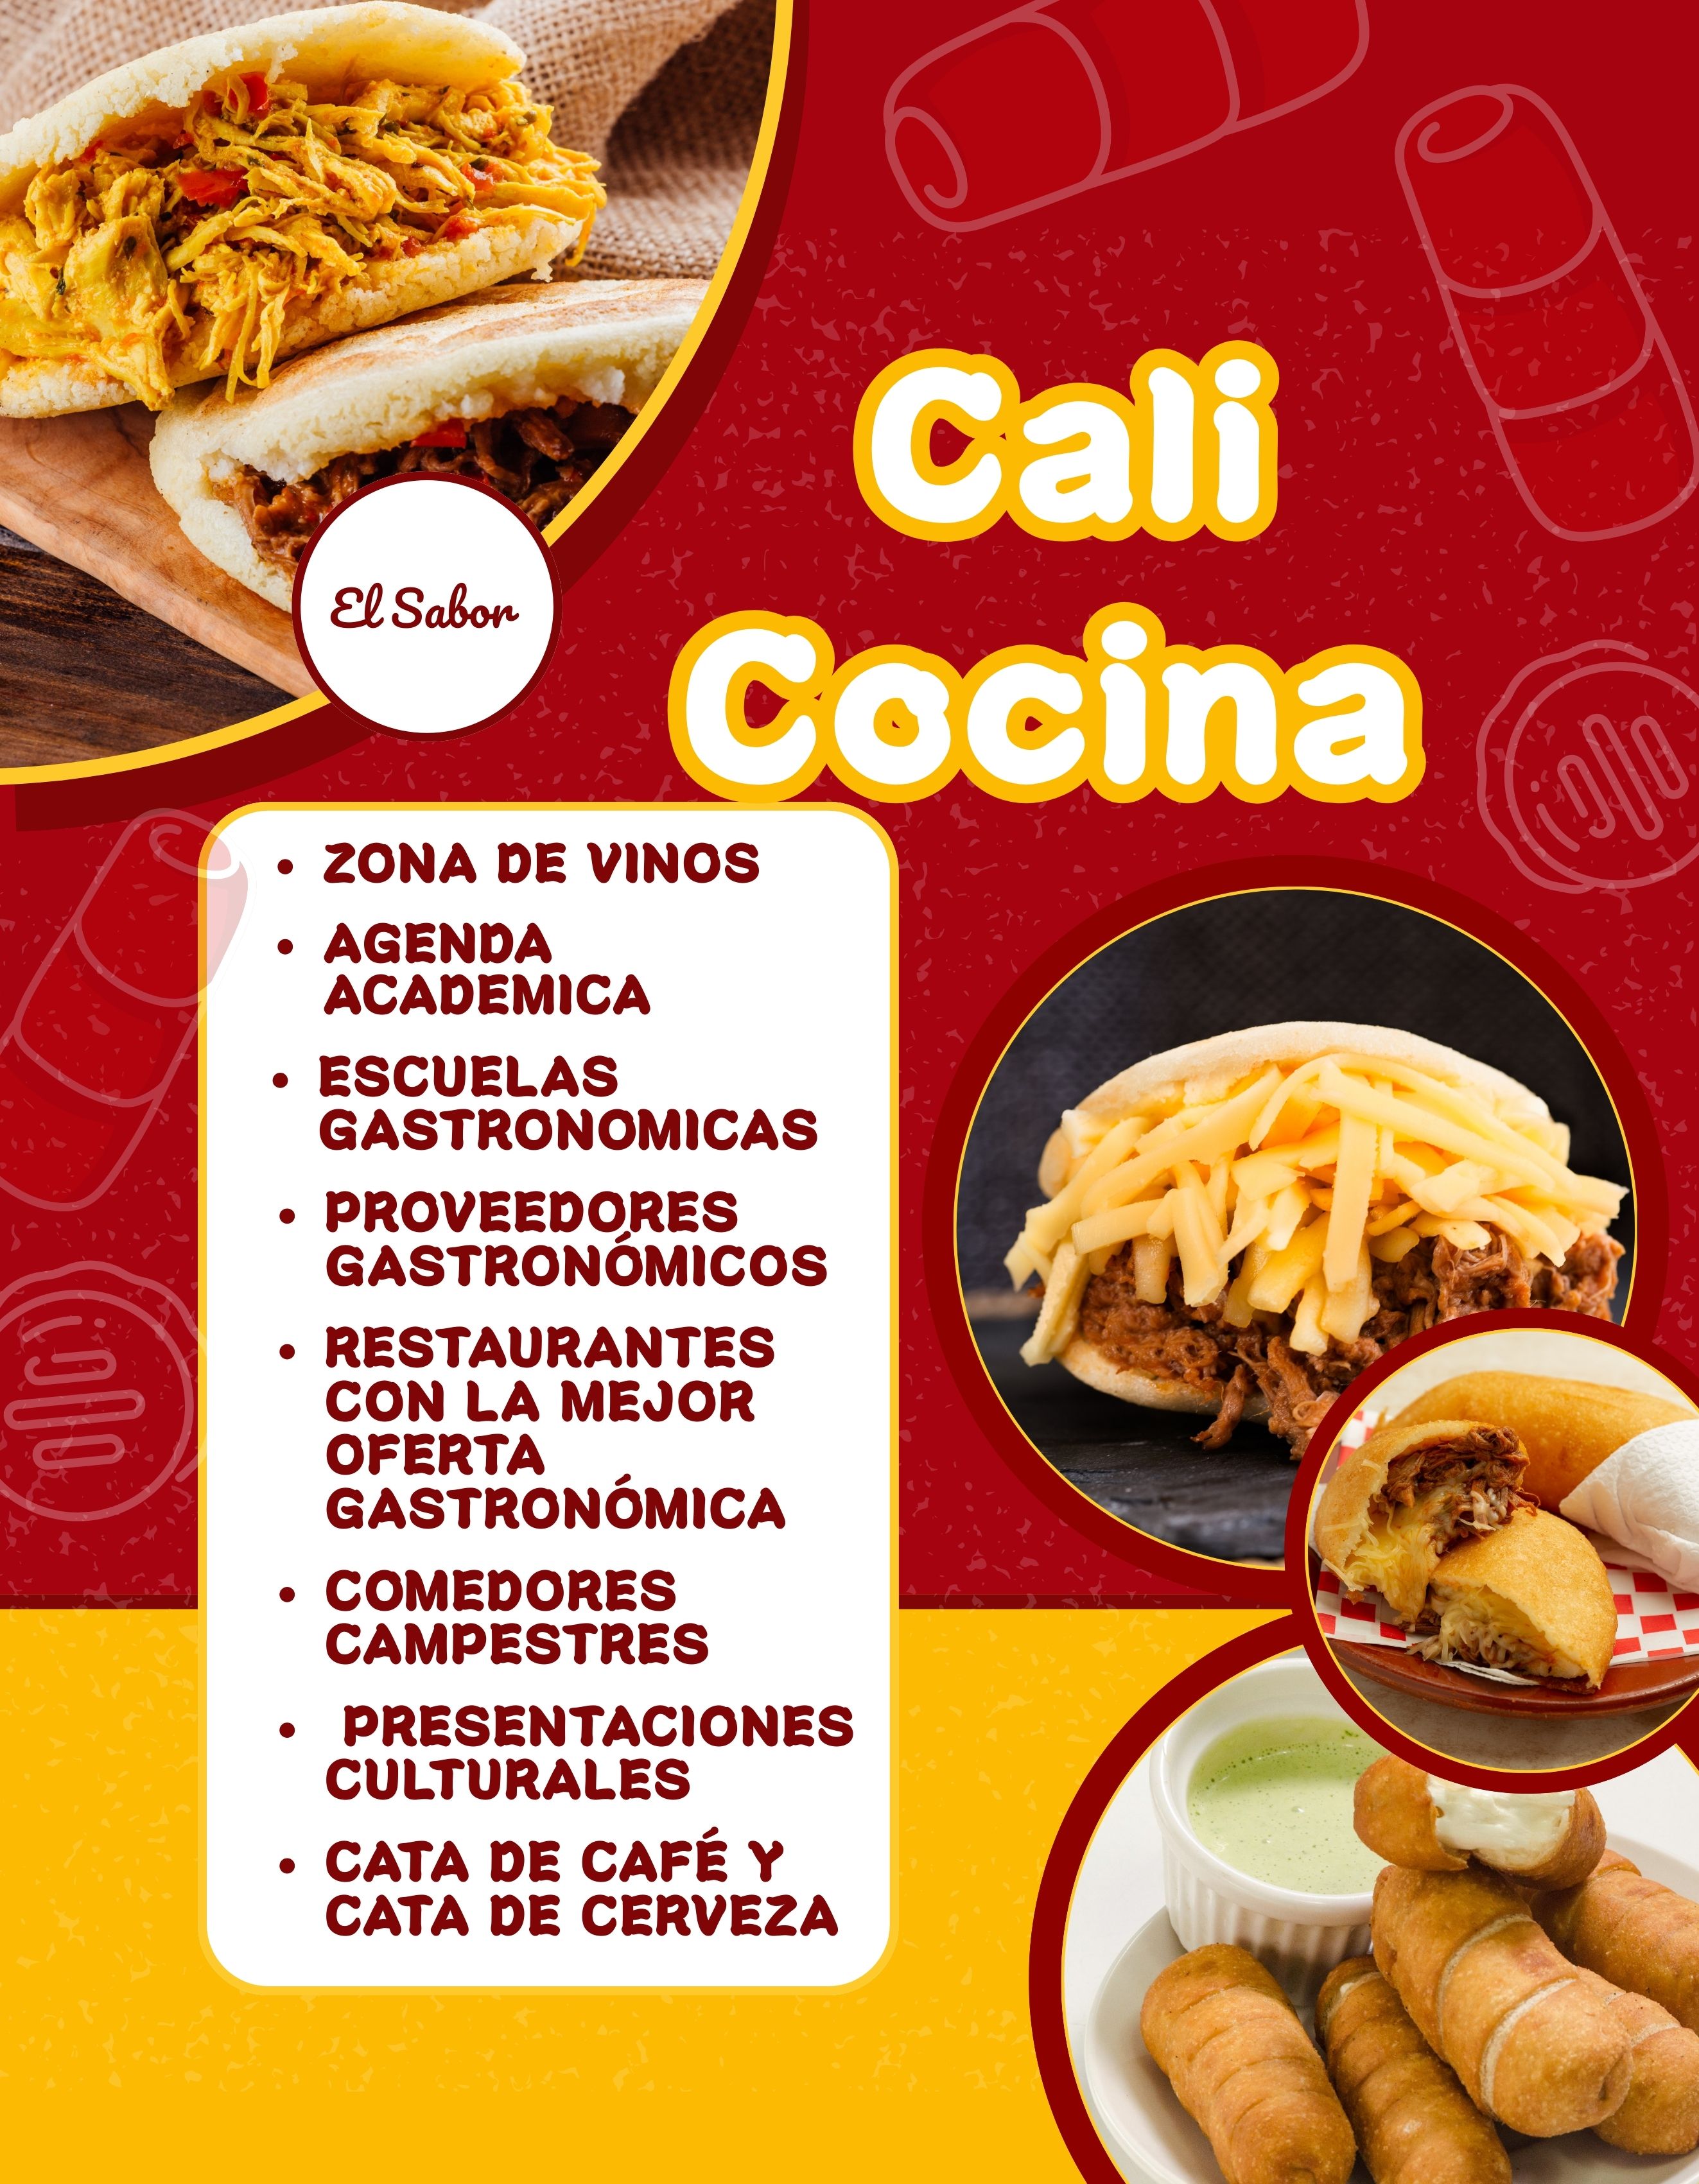 Cali
Cocina
El Sabor
• ZONA DE VINOS
• AGENDA
ACADEMICA
• ESCUELAS
GASTRONOMICAS
• PROVEEDORES
GASTRONÓMICOS
• RESTAURANTES
CON LA MEJOR
OFERTA
GASTRONÓMICA
• COMEDORES
CAMPESTRES
• PRESENTACIONES
CULTURALES
• CATA DE CAFÉ Y
CATA DE CERVEZA